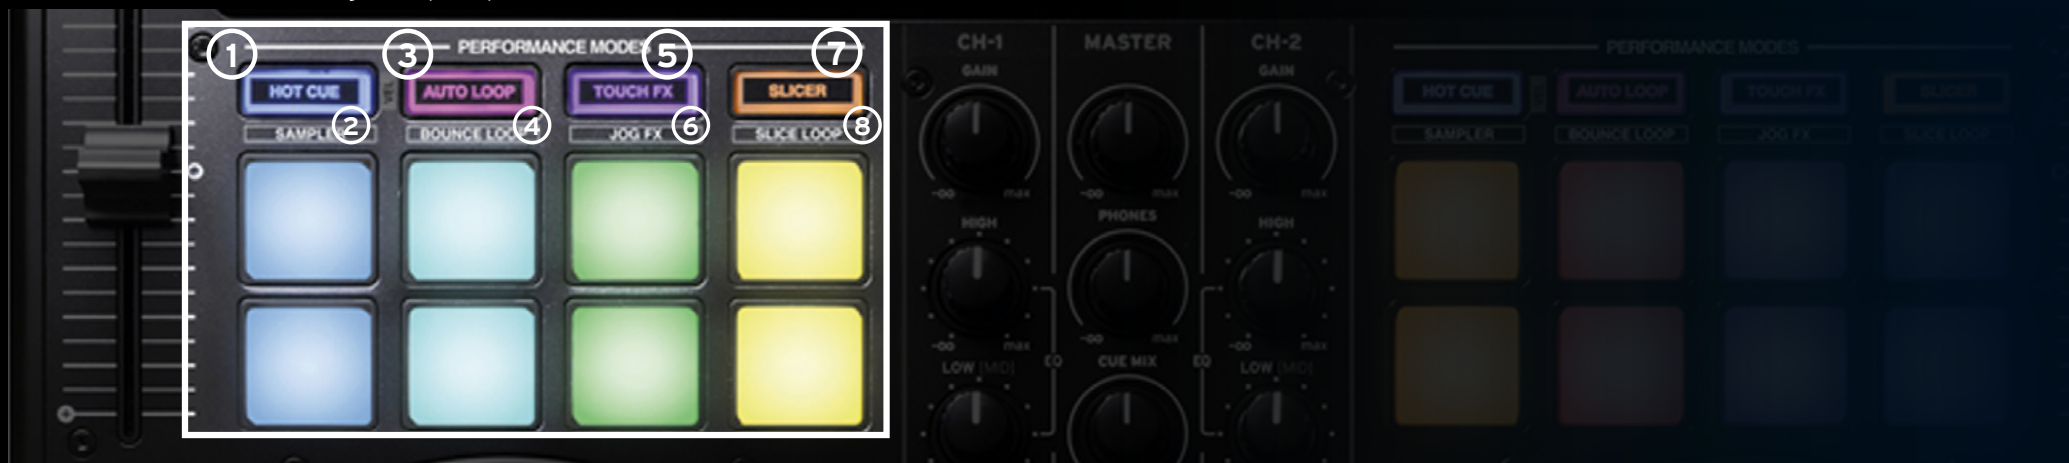 1 3 PERFORMANCE MODES 5 7
HOT CUE VEL AUTO LOOP TOUCH FX SLICER
2 4 6 8
BOUNCE LOOP JOG FX SLICE LOOP
CH-1 MASTER CH-2
GAIN GAIN
-∞ max -∞ max -∞ max
HIGH PHONES HIGH
-∞ max -∞ max -∞ max
LOW [MID] EQ CUE MIX EQ LOW [MID]
PERFORMANCE MODES
HOT CUE AUTO LOOP TOUCH FX SLICER
SAMPLER BOUNCE LOOP JOG FX SLICE LOOP